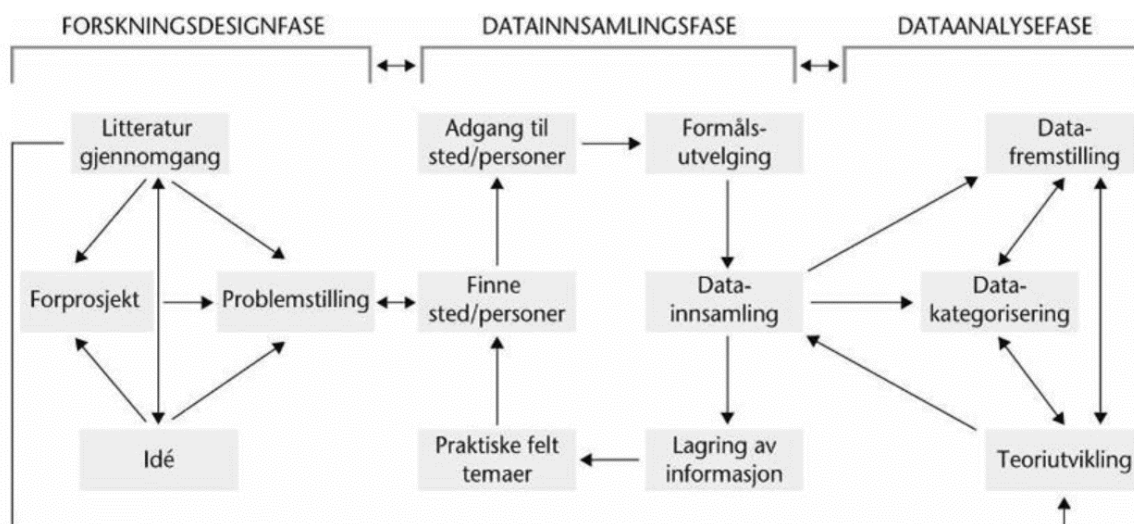 FORSKNINGSDESIGNFASE
DATAINNSAMLINGSFASE
DATAANALYSEFASE
Litteratur
gjennomgang
Adgang til
sted/personer
Formåls-
utvelging
Data-
fremstilling
Forprosjekt
Problemstilling
Finne
sted/personer
Data-
innsamling
Data-
kategorisering
Idé
Praktiske felt
temaer
Lagring av
informasjon
Teoriutvikling